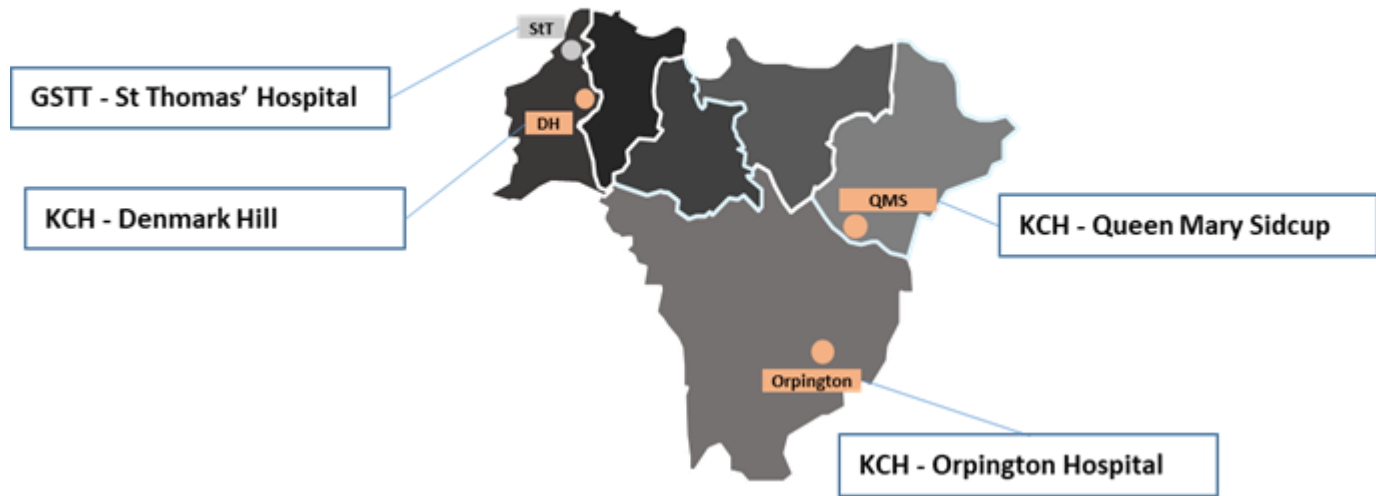 StT
GSTT - St Thomas’ Hospital
DH
KCH - Denmark Hill
QMS
KCH - Queen Mary Sidcup
Orpington
KCH - Orpington Hospital